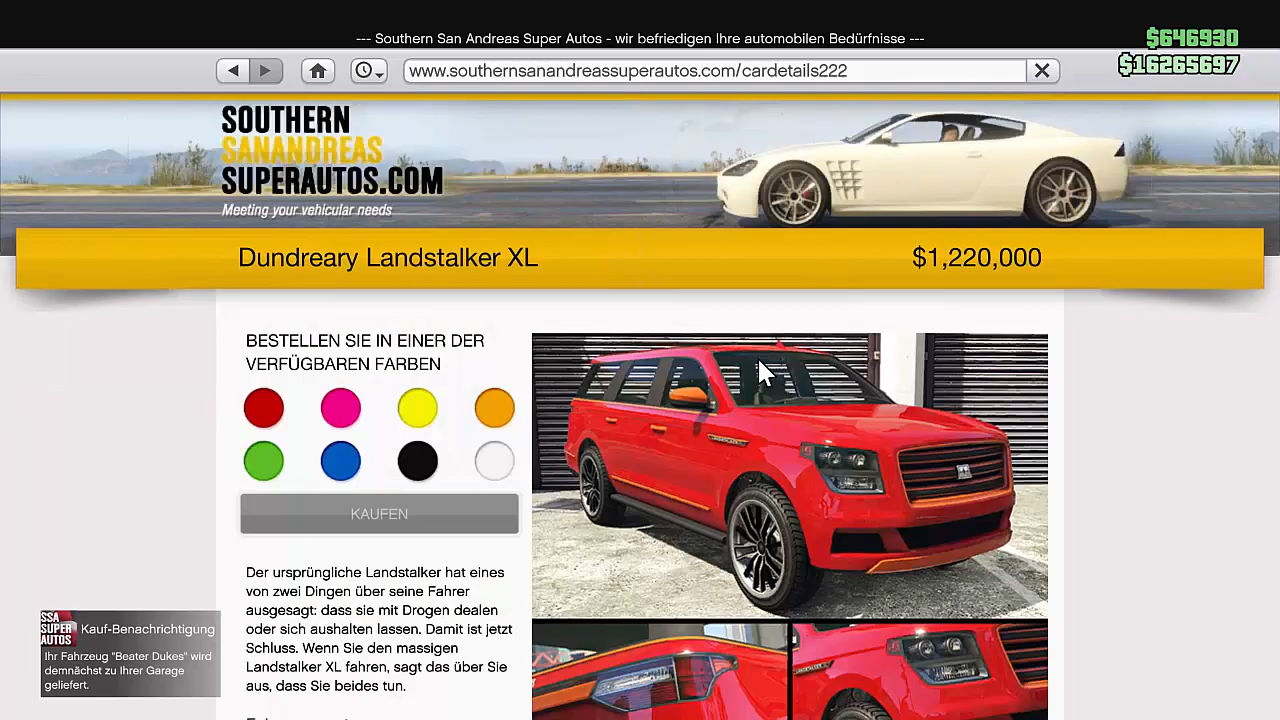 --- Southern San Andreas Super Autos - wir befriedigen Ihre automobilen Bedürfnisse ---
$646930
$16265697
www.southernsanandreassuperautos.com/cardetails222
SOUTHERN
SANANDREAS
SUPERAUTOS.COM
Meeting your vehicular needs
Dundreary Landstalker XL
$1,220,000
BESTELLEN SIE IN EINER DER
VERFÜGBAREN FARBEN
KAUFEN
Der ursprüngliche Landstalker hat eines
von zwei Dingen über seine Fahrer
ausgesagt: dass sie mit Drogen dealen
oder sich aushalten lassen. Damit ist jetzt
Schluss. Wenn Sie den massigen
Landstalker XL fahren, sagt das über Sie
aus, dass Sie beides tun.
SSA
SUPER
AUTOS
Kauf-Benachrichtigung
Ihr Fahrzeug "Beater Dukes" wird
demnächst zu Ihrer Garage
geliefert.